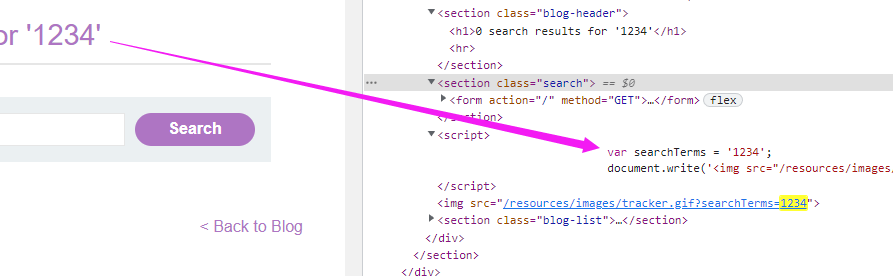 or '1234'
Search
< Back to Blog
▼<section class="blog-header">
<h1>0 search results for '1234'</h1>
<hr>
</section>
··· ▼<section class="search"> == $0
▶<form action="/" method="GET">…</form> flex
</section>
▼<script>
var searchTerms = '1234';
document.write('<img src="/resources/images,
</script>
<img src="/resources/images/tracker.gif?searchTerms=1234">
▶<section class="blog-list">…</section>
</div>
</section>
</div>